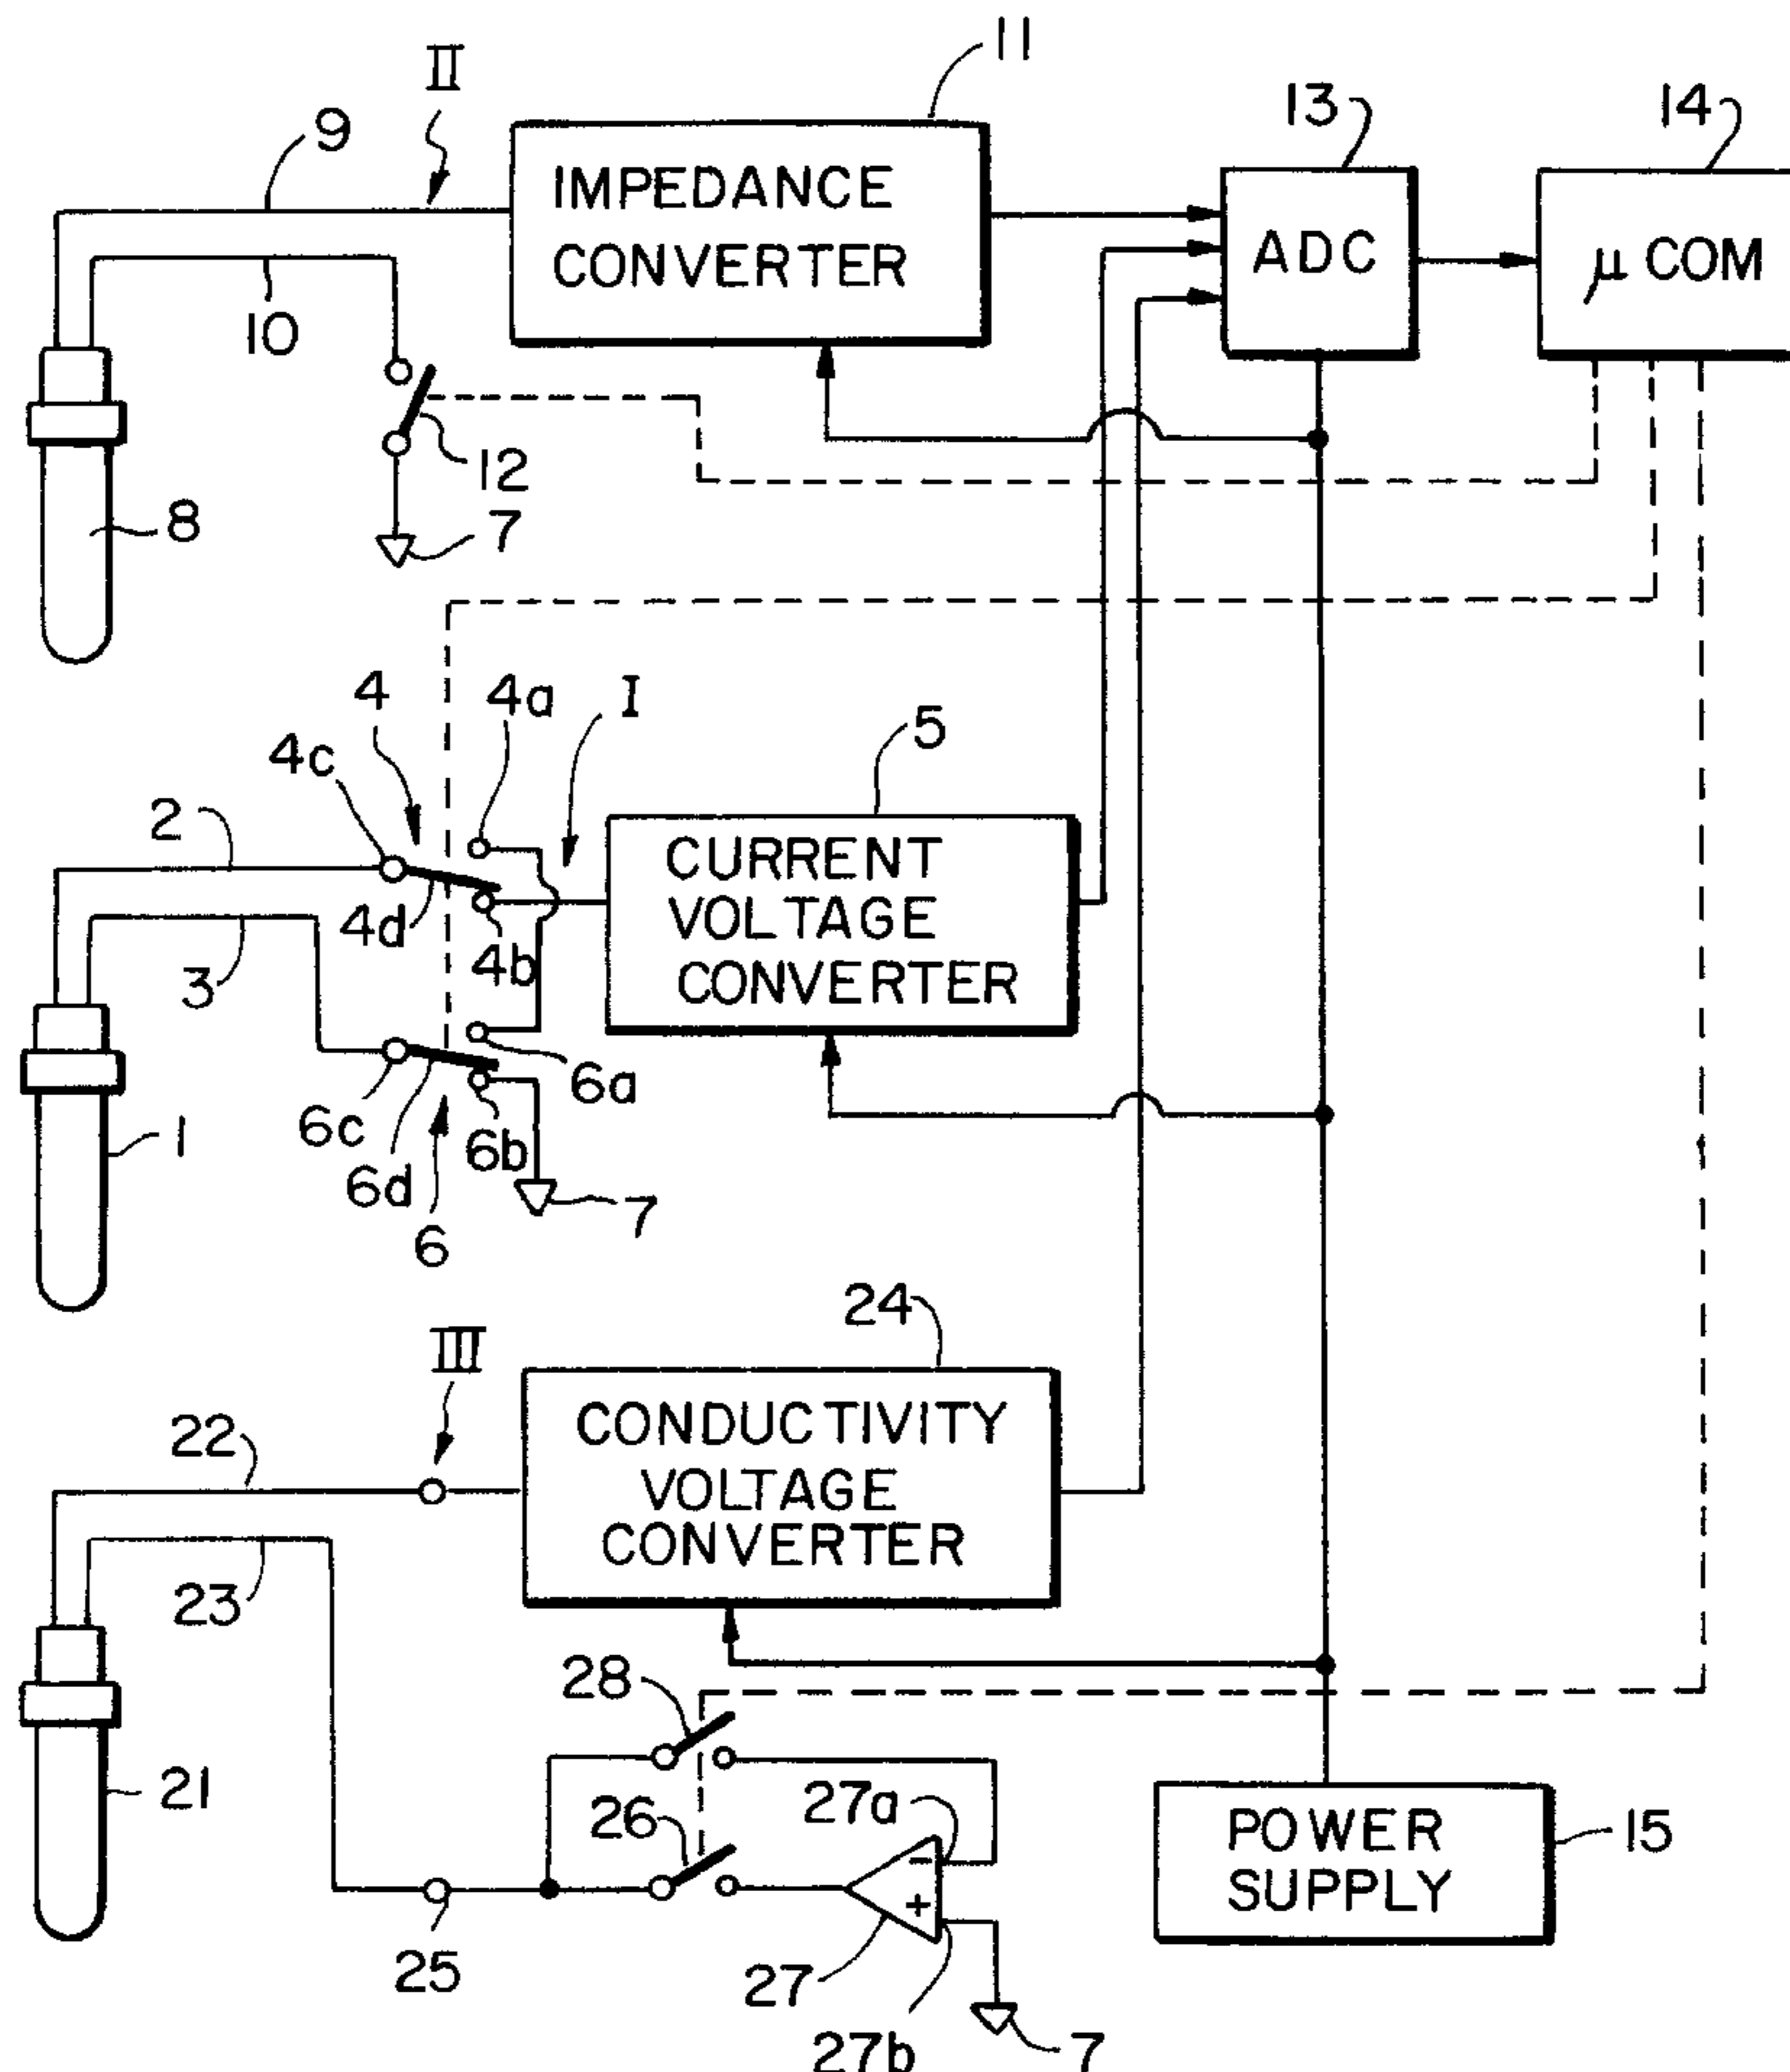 11
II
13
14
9
IMPEDANCE
CONVERTER
ADC
μ COM
10
12
8
7
4
4a
I
5
4c
2
CURRENT
VOLTAGE
CONVERTER
4d
4b
3
6a
6c
6b
1
6d
7
6
24
III
CONDUCTIVITY
VOLTAGE
CONVERTER
22
23
28
21
27a
26
-
+
POWER
SUPPLY
15
25
27
27b
7